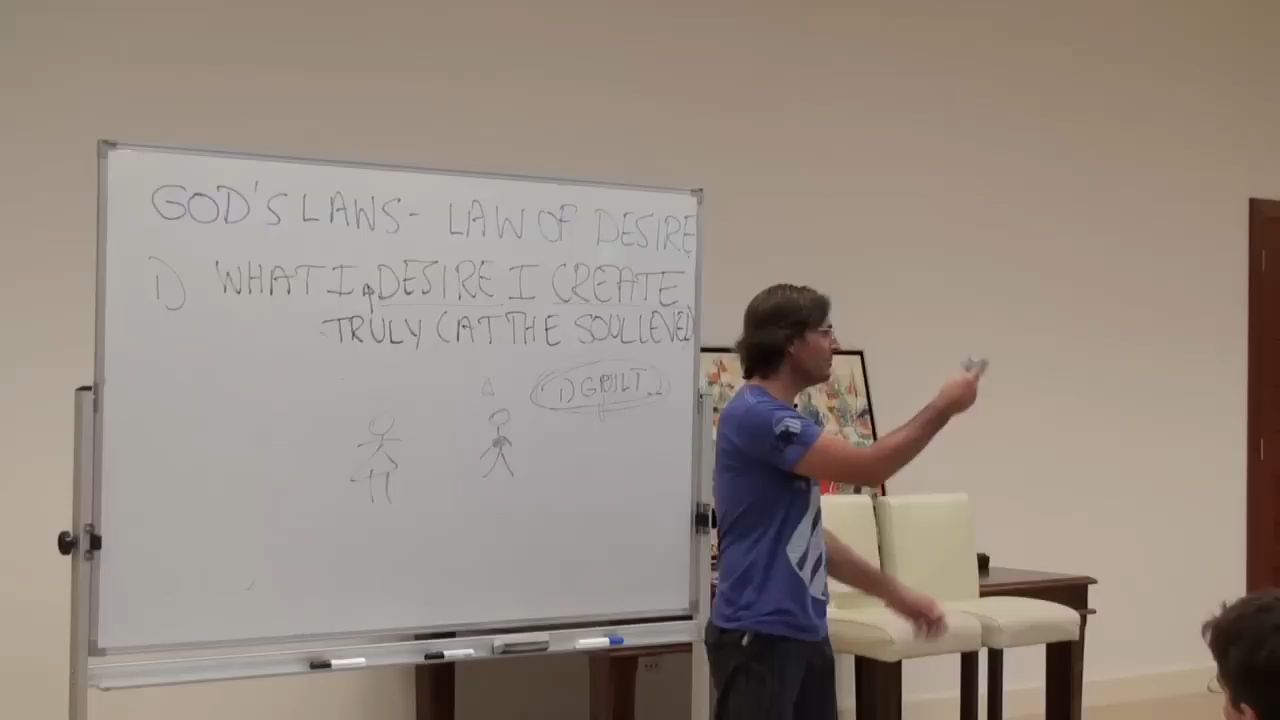 GOD'S LAWS - LAW OF DESIRE
1) WHAT I DESIRE I CREATE
TRULY (AT THE SOUL LEVEL)
1) GUILT